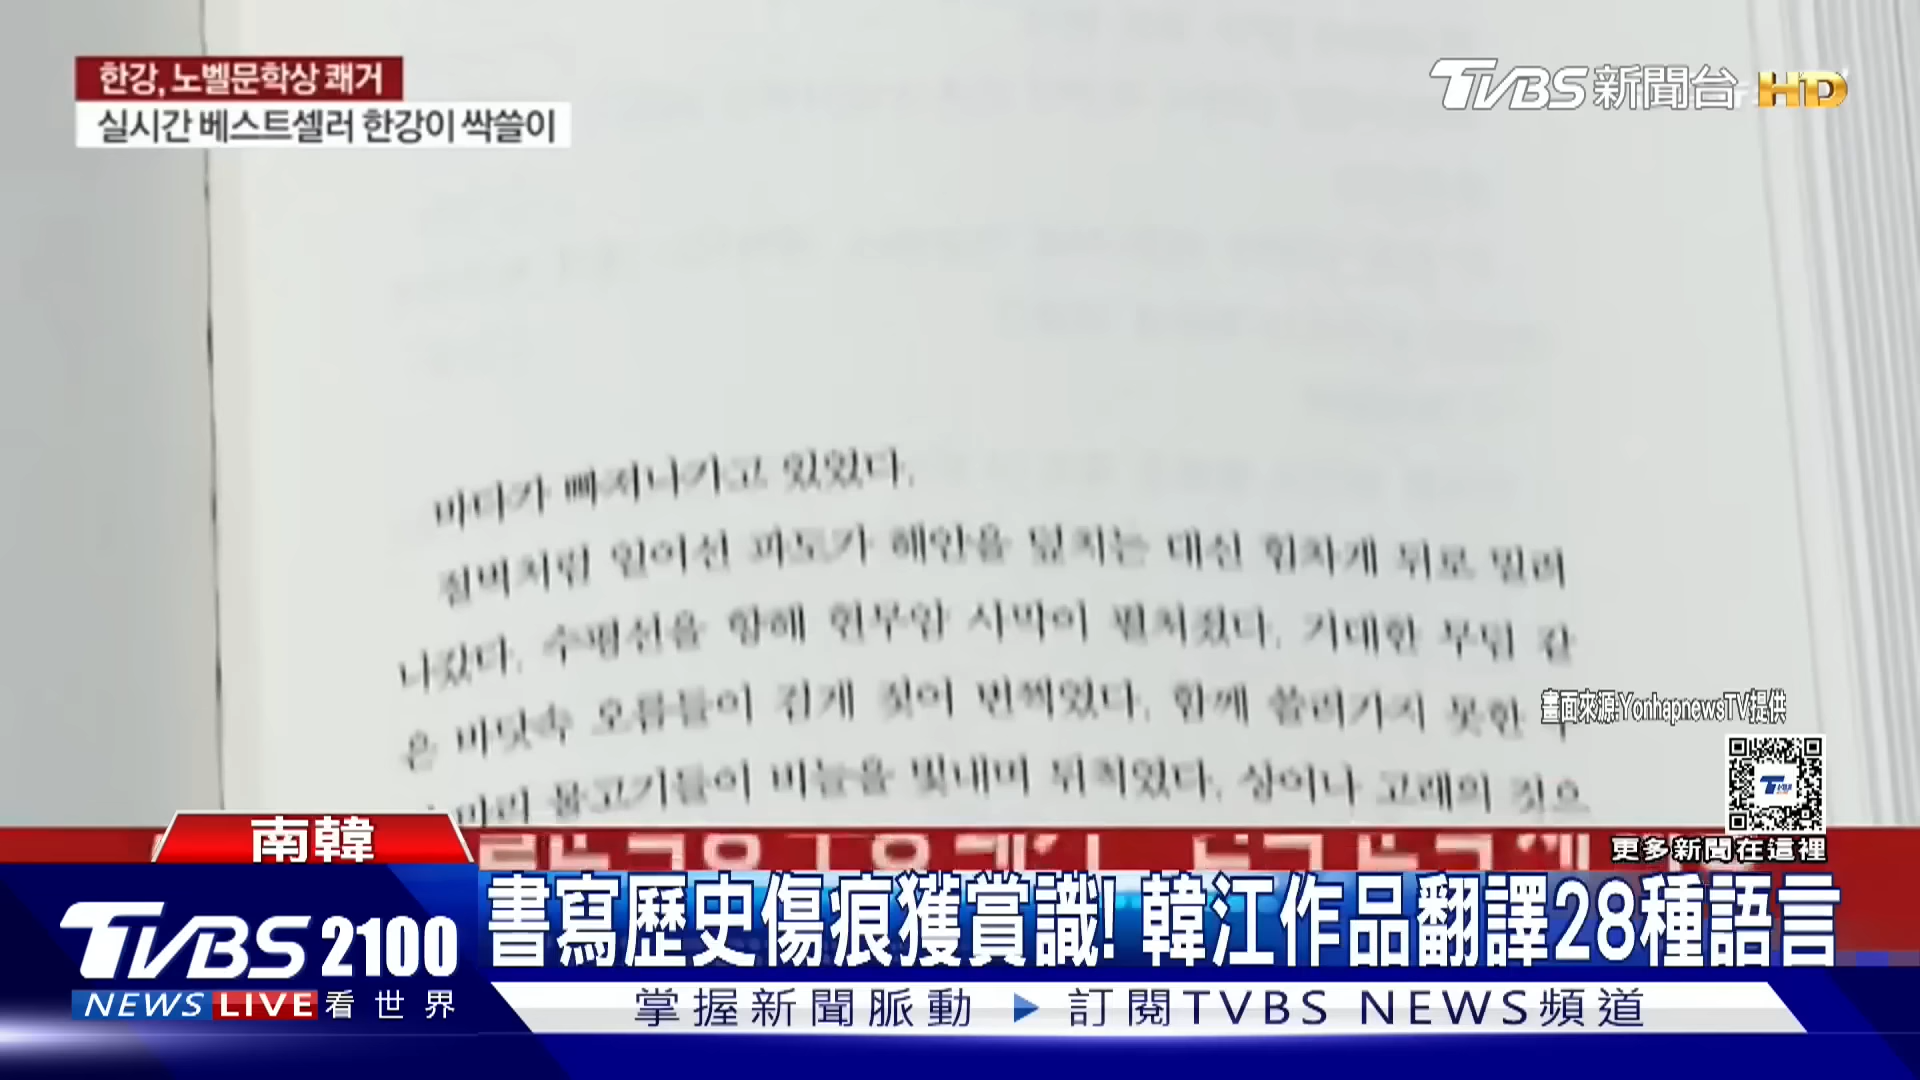 한강, 노벨문학상 쾌거
실시간 베스트셀러 한강이 싹쓸이
TVBS新聞台 HD
바다가 빠져나가고 있었다.
절벽처럼 일어선 파도가 해안을 덮치는 대신 힘차게 뒤로 밀려
나갔다. 수평선을 향해 현무암 사막이 펼쳐졌다. 거대한 무덤 같
은 바닷속 오름들이 검게 젖어 번쩍였다. 함께 쓸려가지 못한
마리 물고기들이 비늘을 빛내며 뒤척였다. 상어나 고래의 것으
畫面來源:YonhapnewsTV提供
更多新聞在這裡
南韓
書寫歷史傷痕獲賞識! 韓江作品翻譯28種語言
TVBS 2100
NEWS LIVE 看世界
掌握新聞脈動 ▶ 訂閱TVBS NEWS頻道